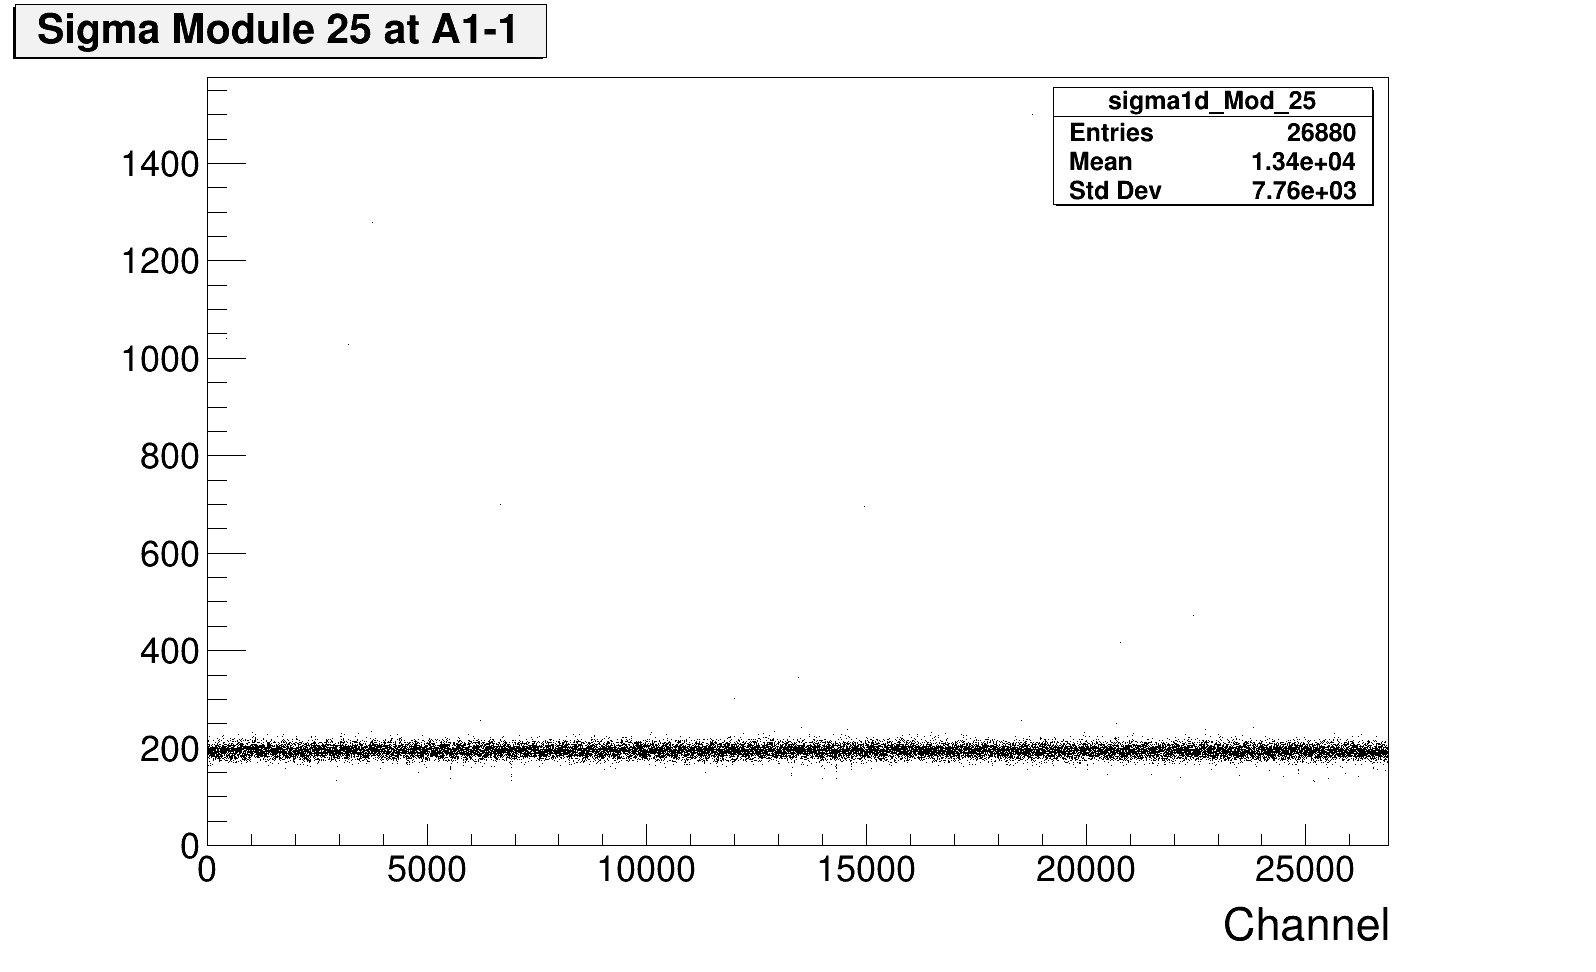 Sigma Module 25 at A1-1
sigma1d_Mod_25
Entries 26880
Mean 1.34e+04
Std Dev 7.76e+03
1400
1200
1000
800
600
400
200
0
0 5000 10000 15000 20000 25000
Channel